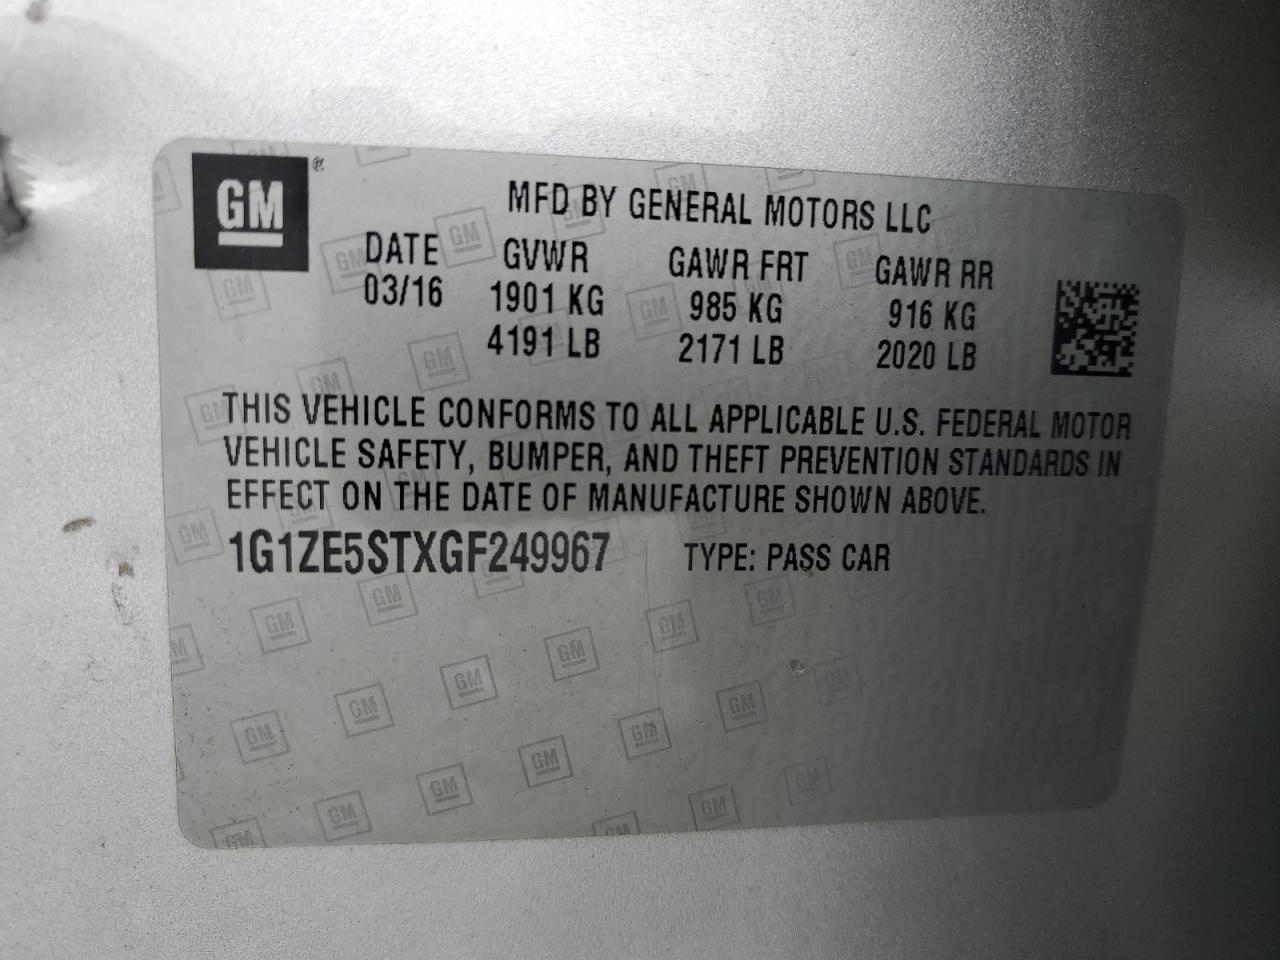 GM®
MFD BY GENERAL MOTORS LLC
DATE GVWR GAWR FRT GAWR RR
03/16 1901 KG 985 KG 916 KG
4191 LB 2171 LB 2020 LB
THIS VEHICLE CONFORMS TO ALL APPLICABLE U.S. FEDERAL MOTOR
VEHICLE SAFETY, BUMPER, AND THEFT PREVENTION STANDARDS IN
EFFECT ON THE DATE OF MANUFACTURE SHOWN ABOVE.
1G1ZE5STXGF249967 TYPE: PASS CAR